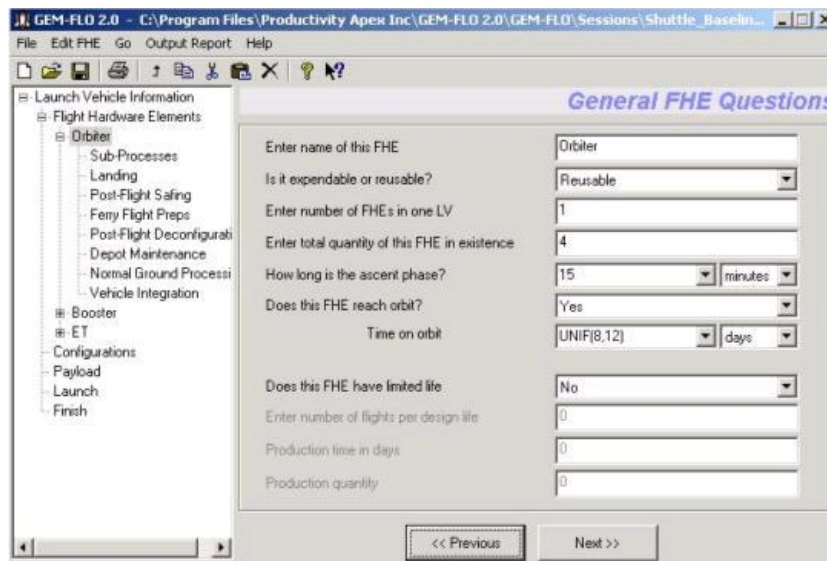 GEM-FLO 2.0 - C:\Program Files\Productivity Apex Inc\GEM-FLO 2.0\GEM-FLO\Sessions\Shuttle_Baselin...
File Edit FHE Go Output Report Help
General FHE Questions
Launch Vehicle Information
Flight Hardware Elements
Orbiter
Sub-Processes
Landing
Post-Flight Safing
Ferry Flight Preps
Post-Flight Deconfigurati
Depot Maintenance
Normal Ground Processi
Vehicle Integration
Booster
ET
Configurations
Payload
Launch
Finish
Enter name of this FHE Orbiter
Is it expendable or reusable? Reusable
Enter number of FHEs in one LV 1
Enter total quantity of this FHE in existence 4
How long is the ascent phase? 15 minutes
Does this FHE reach orbit? Yes
Time on orbit UNIF(8,12) days
Does this FHE have limited life No
Enter number of flights per design life 0
Production time in days 0
Production quantity 0
<< Previous Next >>